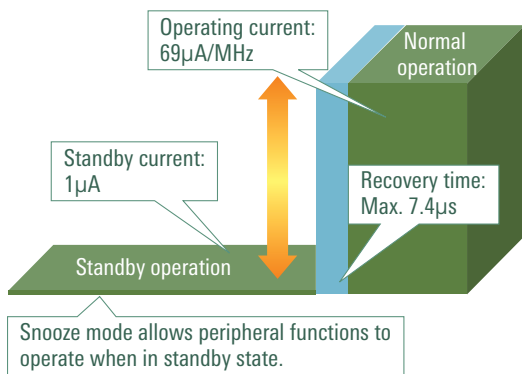 Operating current:
69µA/MHz
Normal
operation
Standby current:
1µA
Recovery time:
Max. 7.4µs
Standby operation
Snooze mode allows peripheral functions to
operate when in standby state.